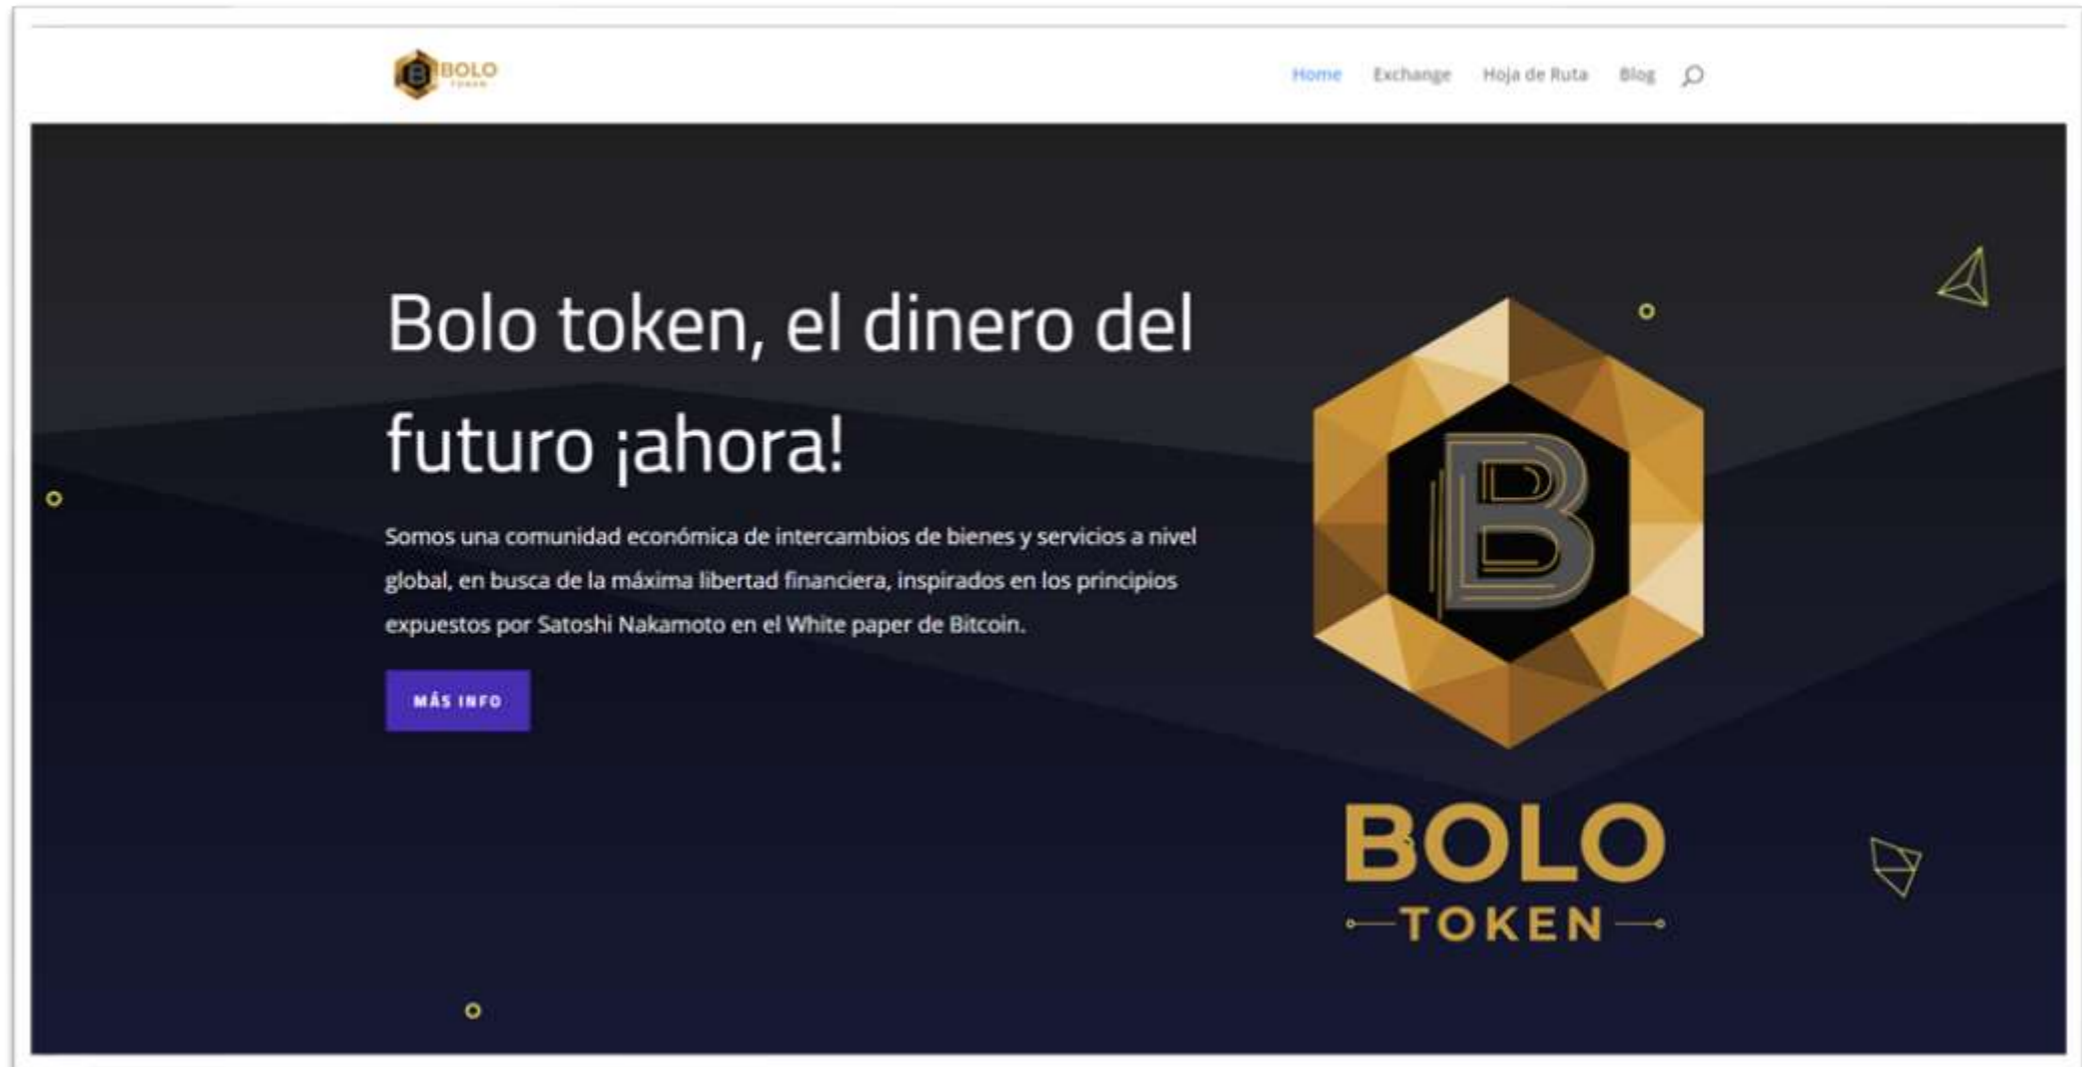 BOLO
TOKEN
Home Exchange Hoja de Ruta Blog
Bolo token, el dinero del
futuro ¡ahora!
Somos una comunidad económica de intercambios de bienes y servicios a nivel
global, en busca de la máxima libertad financiera, inspirados en los principios
expuestos por Satoshi Nakamoto en el White paper de Bitcoin.
MÁS INFO
B
BOLO
TOKEN